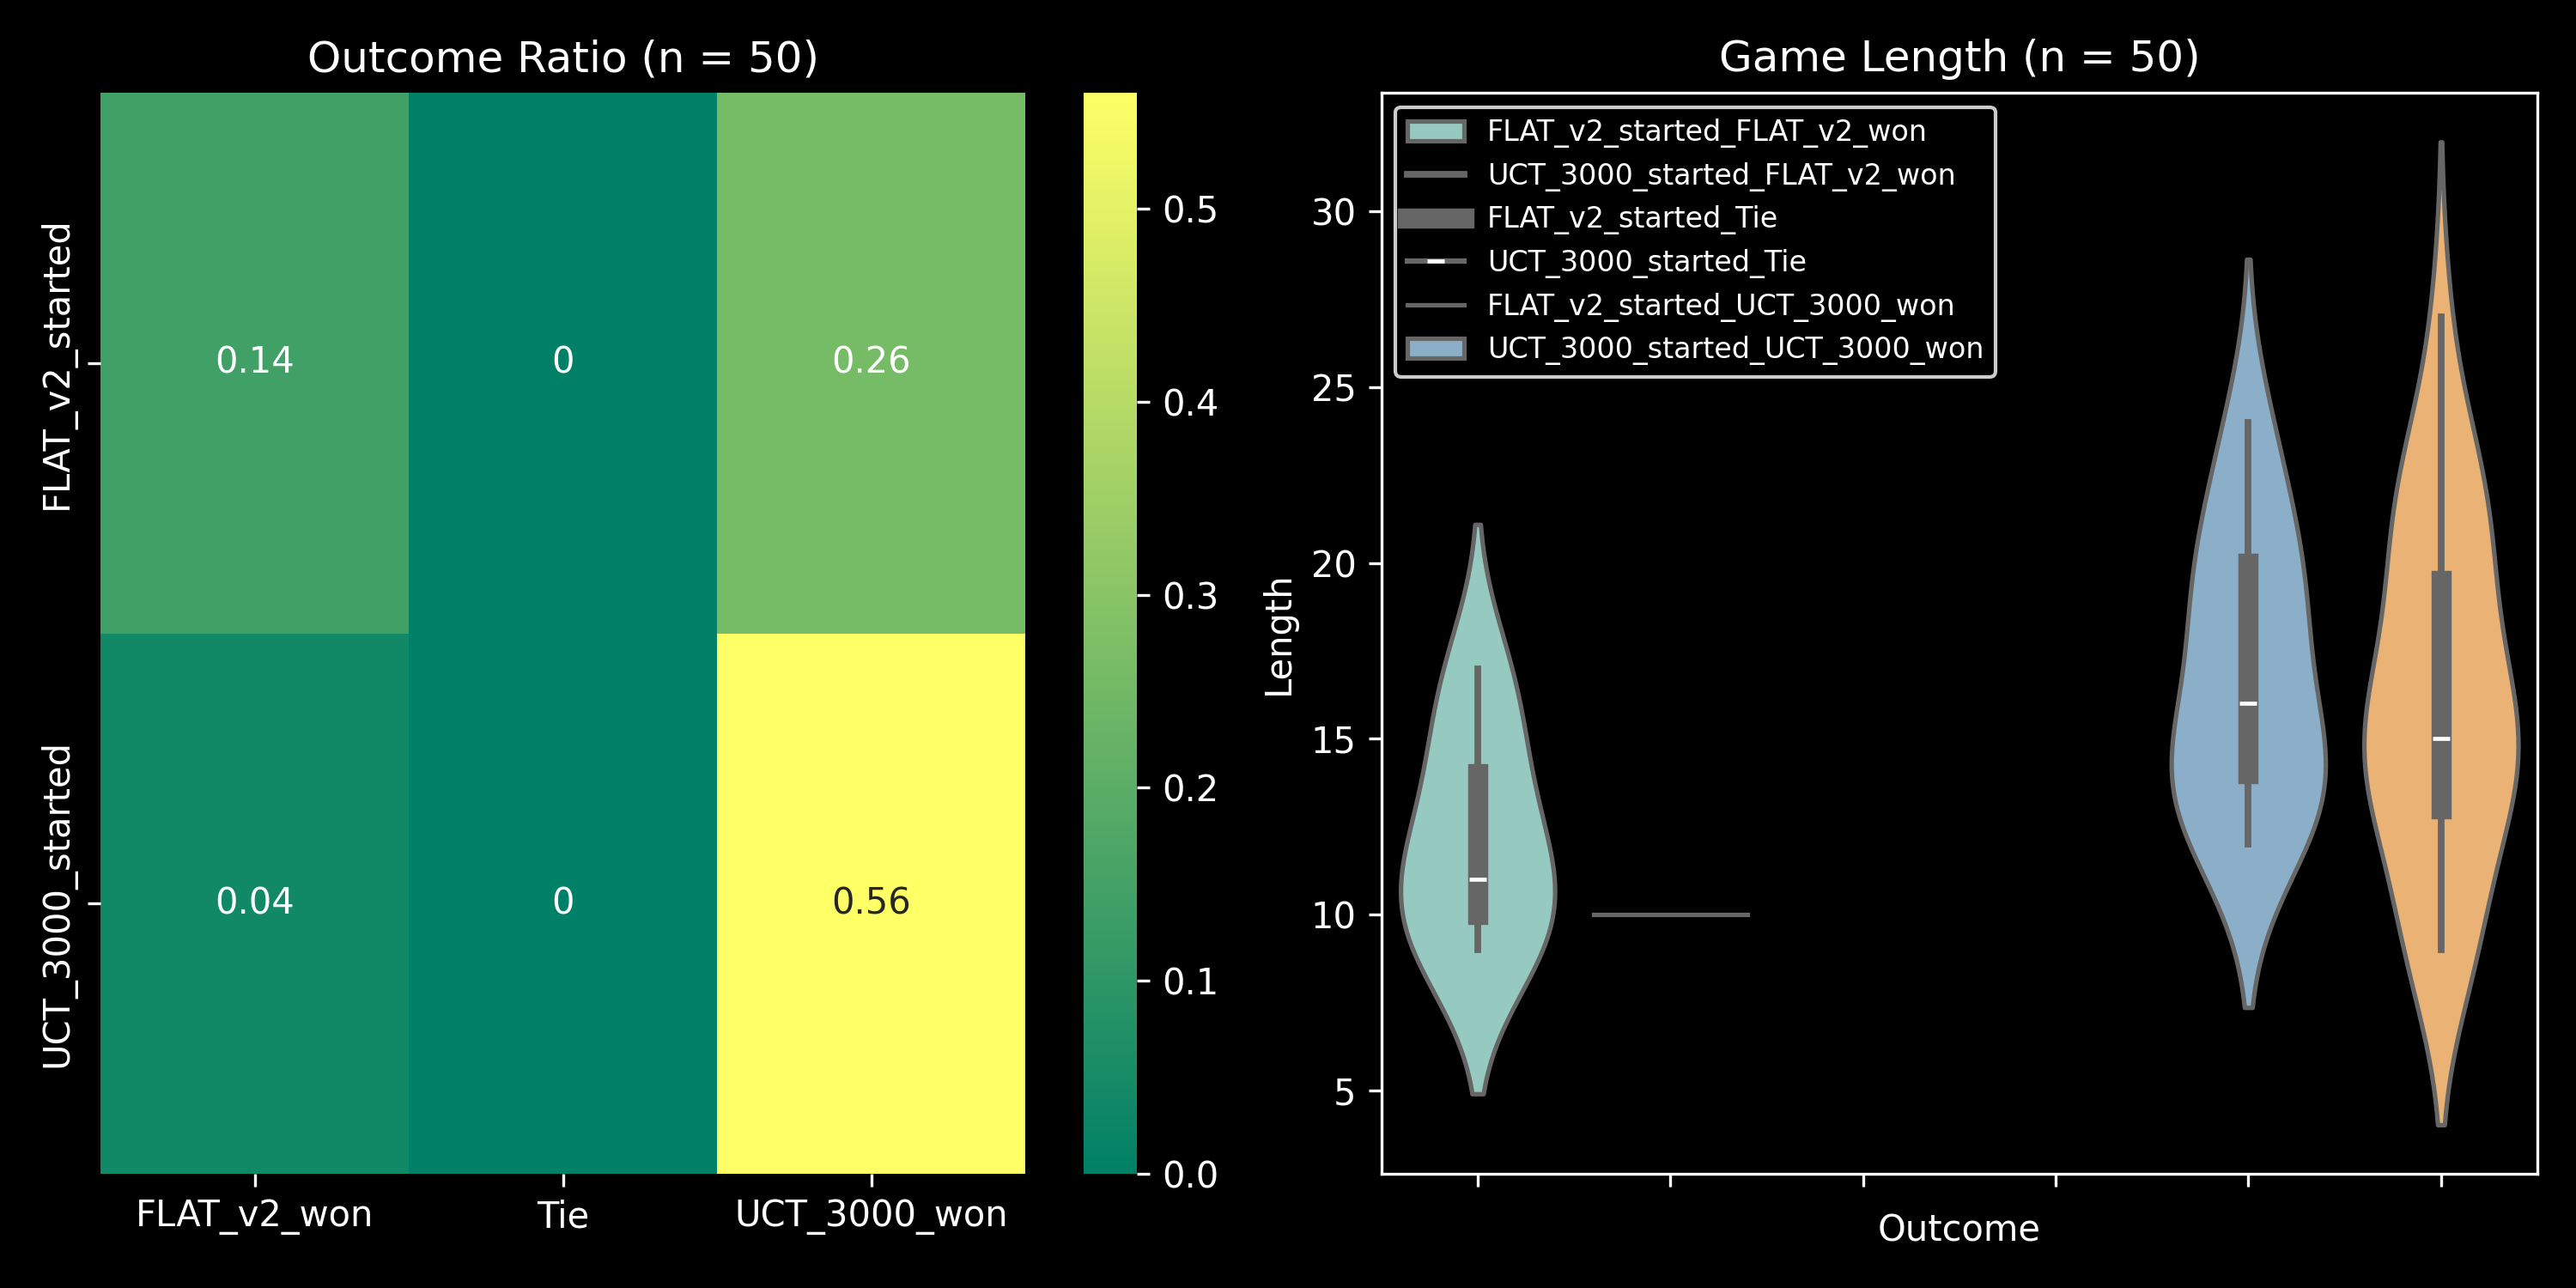 Outcome Ratio (n = 50)
FLAT_v2_started
UCT_3000_started
0.14
0
0.26
0.04
0
0.56
FLAT_v2_won
Tie
UCT_3000_won
0.5
0.4
0.3
0.2
0.1
0.0
Game Length (n = 50)
FLAT_v2_started_FLAT_v2_won
UCT_3000_started_FLAT_v2_won
FLAT_v2_started_Tie
UCT_3000_started_Tie
FLAT_v2_started_UCT_3000_won
UCT_3000_started_UCT_3000_won
Length
30
25
20
15
10
5
Outcome